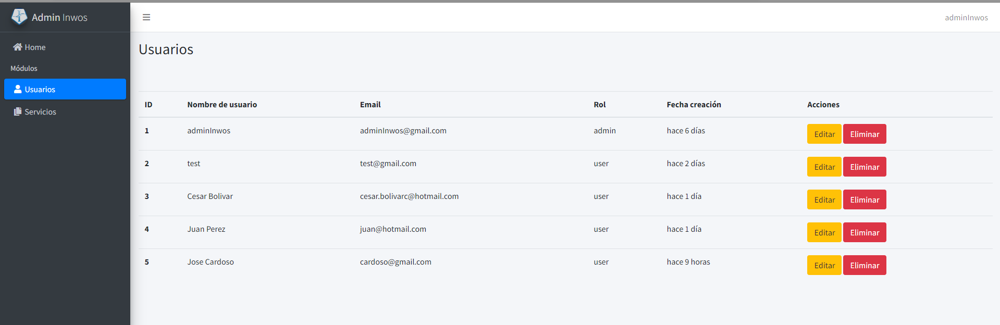 Admin Inwos
adminInwos
Home
Módulos
Usuarios
Servicios
Usuarios
ID Nombre de usuario Email Rol Fecha creación Acciones
1 adminInwos adminInwos@gmail.com admin hace 6 días Editar Eliminar
2 test test@gmail.com user hace 2 días Editar Eliminar
3 Cesar Bolivar cesar.bolivarc@hotmail.com user hace 1 día Editar Eliminar
4 Juan Perez juan@hotmail.com user hace 1 día Editar Eliminar
5 Jose Cardoso cardoso@gmail.com user hace 9 horas Editar Eliminar